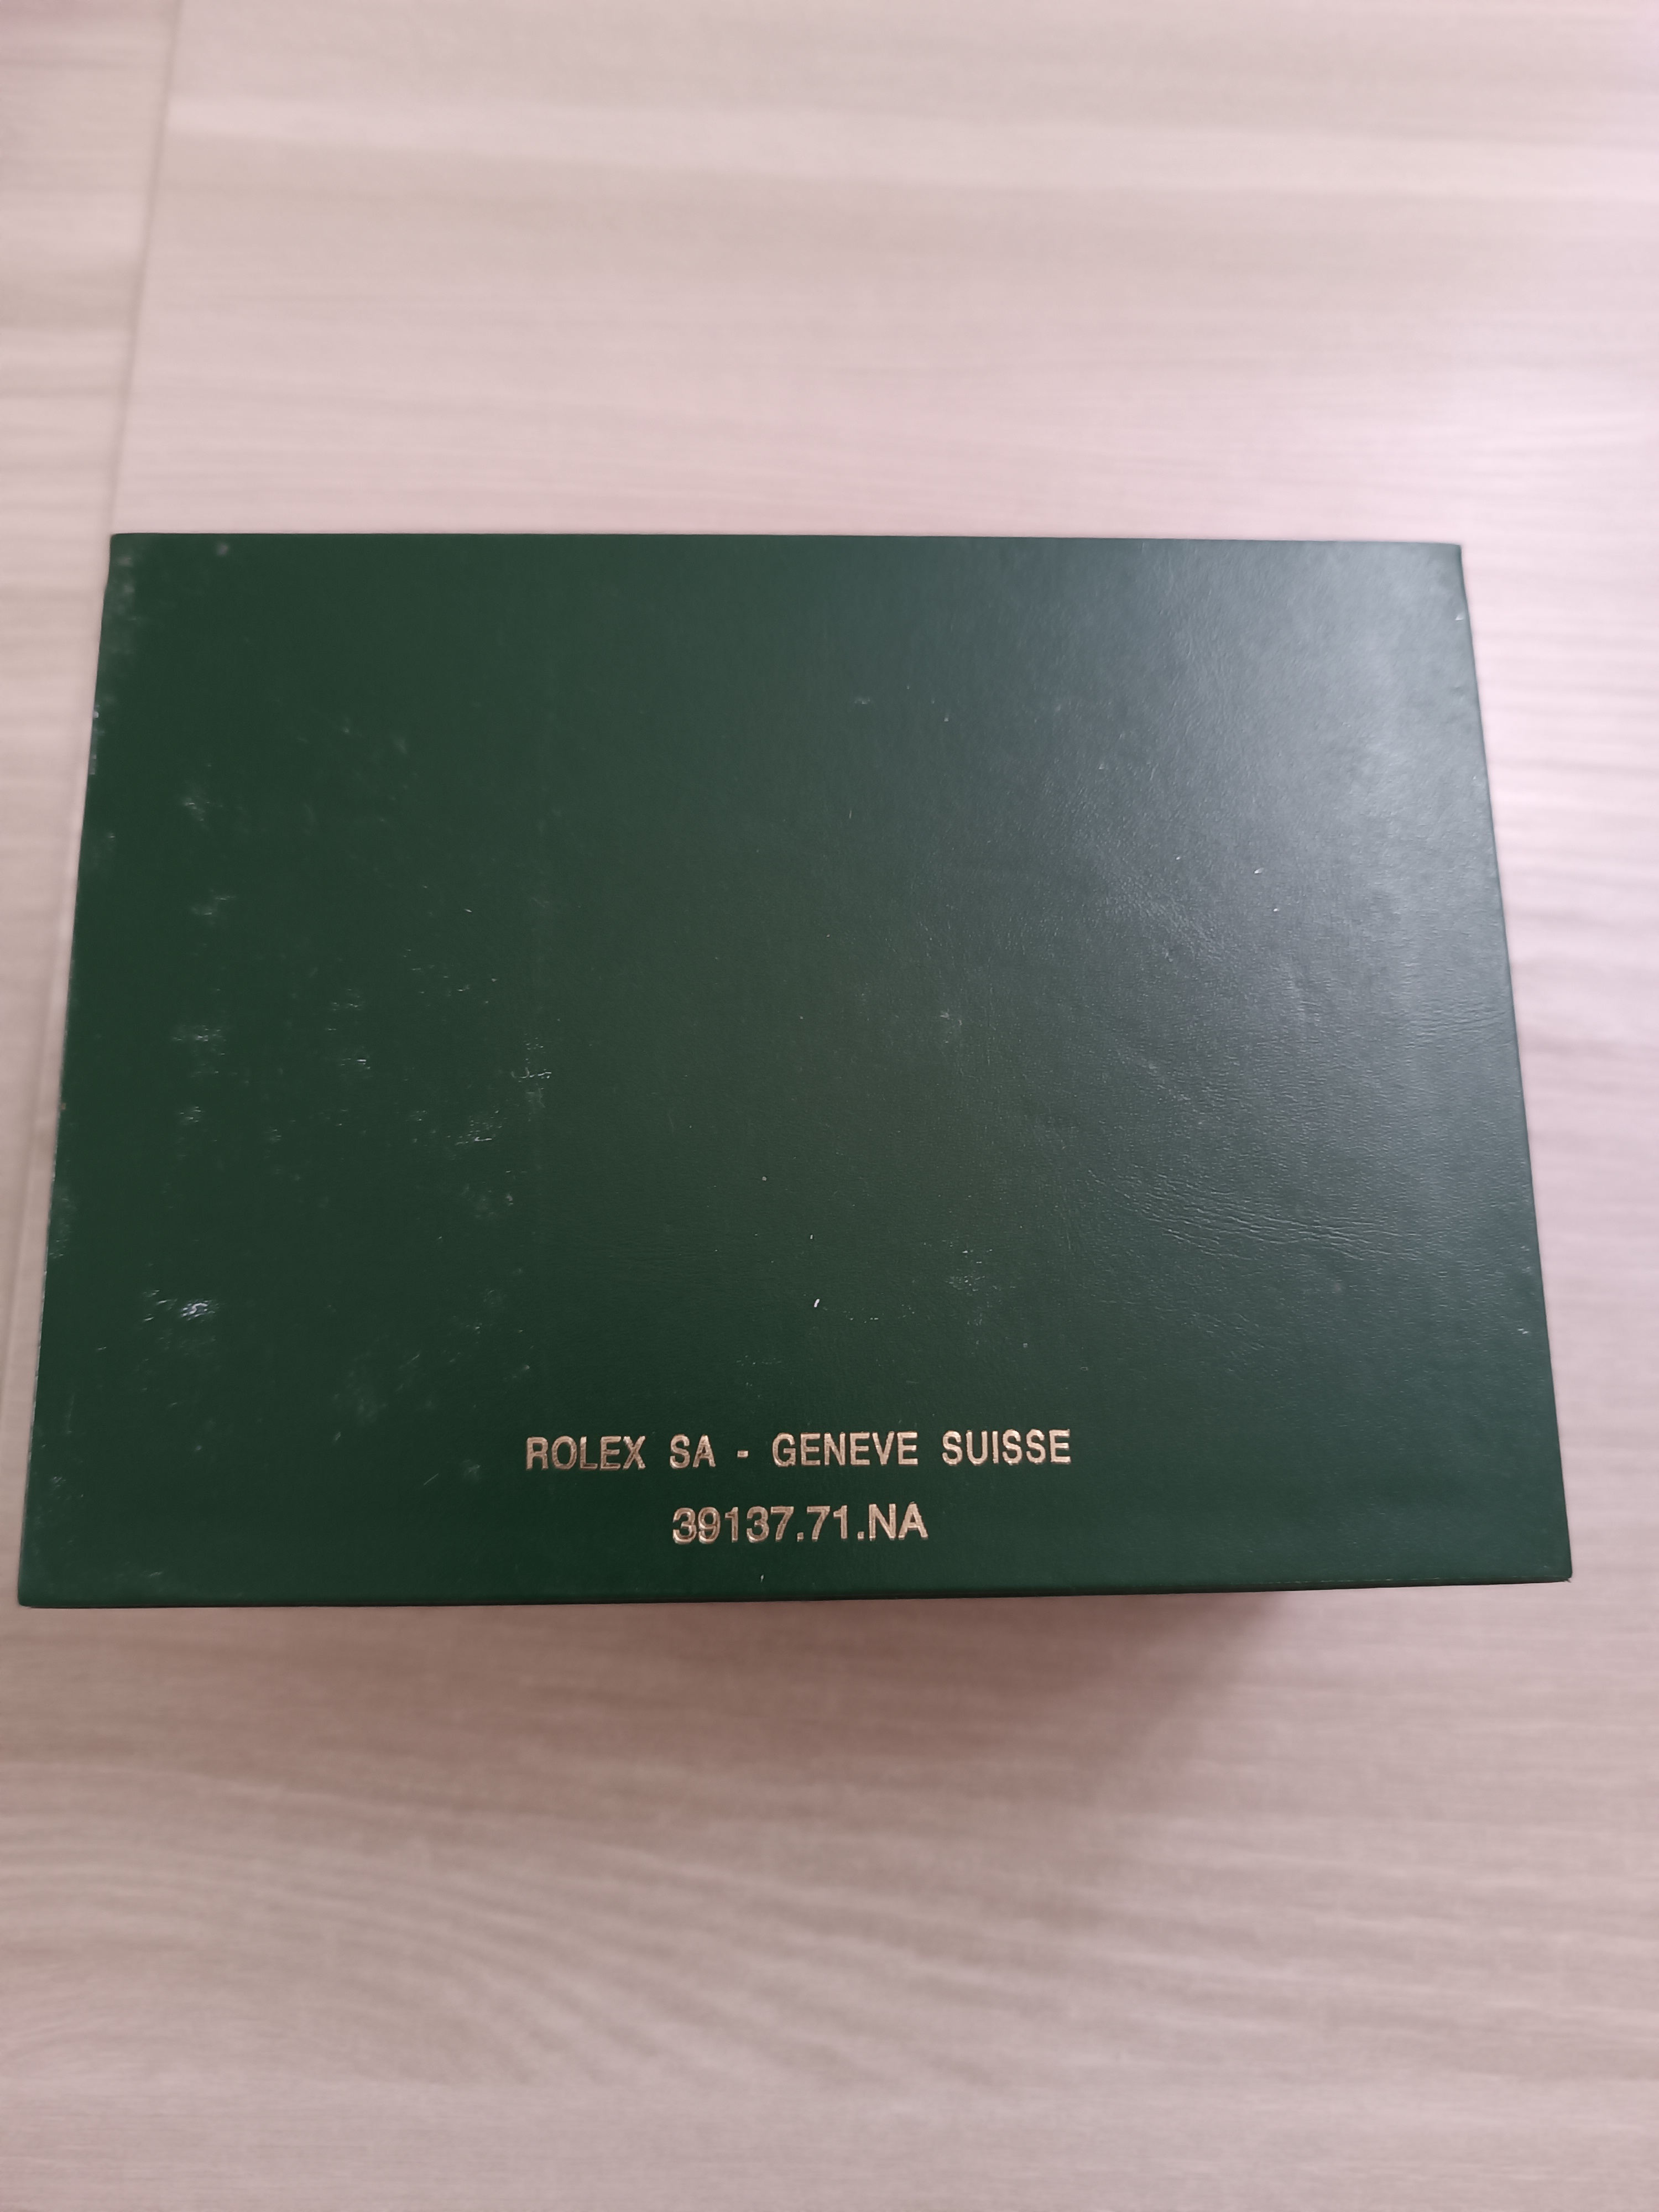 ROLEX SA - GENEVE SUISSE
39137.71.NA